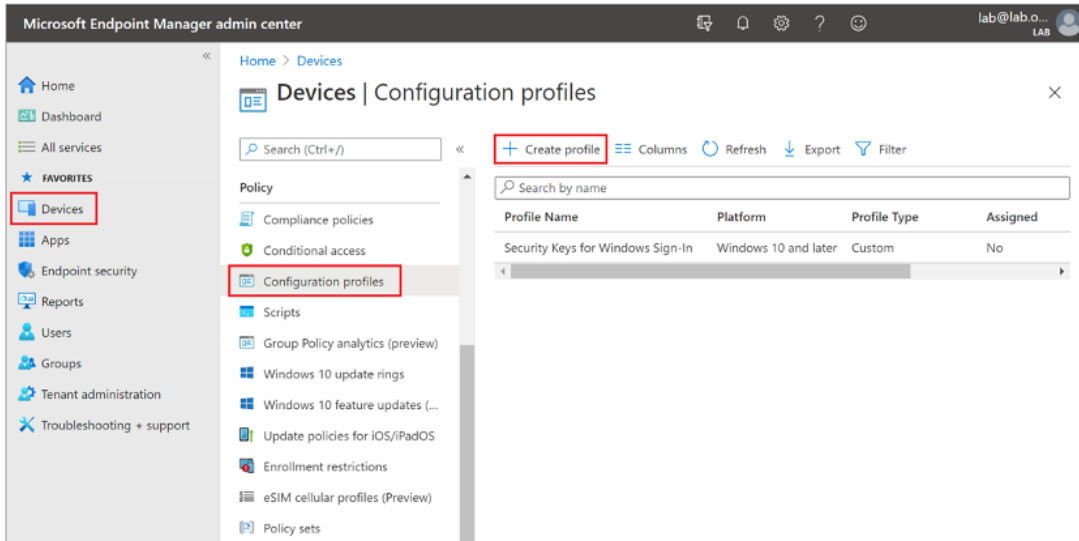 Microsoft Endpoint Manager admin center
lab@lab.o...
LAB
Home
Dashboard
All services
FAVORITES
Devices
Apps
Endpoint security
Reports
Users
Groups
Tenant administration
Troubleshooting + support
Home > Devices
Devices | Configuration profiles
Search (Ctrl+/)
Policy
Compliance policies
Conditional access
Configuration profiles
Scripts
Group Policy analytics (preview)
Windows 10 update rings
Windows 10 feature updates (...
Update policies for iOS/iPadOS
Enrollment restrictions
eSIM cellular profiles (Preview)
Policy sets
Create profile Columns Refresh Export Filter
Search by name
Profile Name Platform Profile Type Assigned
Security Keys for Windows Sign-In Windows 10 and later Custom No